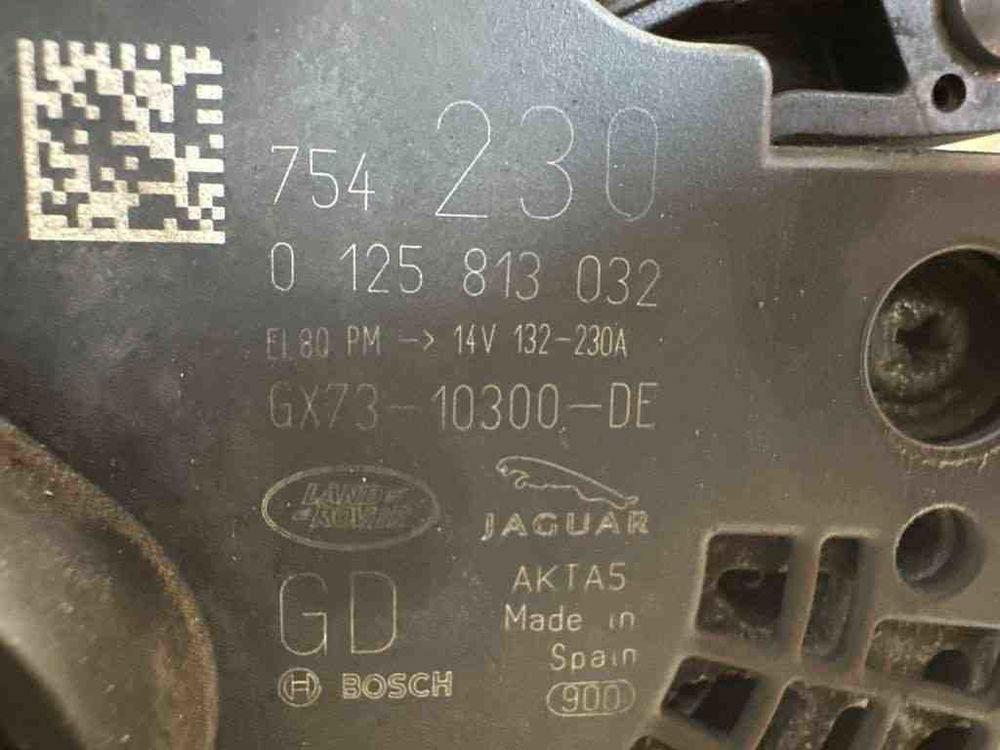 754 230
0 125 813 032
EL80 PM -> 14V 132-230A
GX73-10300-DE
LAND-
-ROVER
JAGUAR
GD
AKTA5
Made in
Spain
BOSCH
900